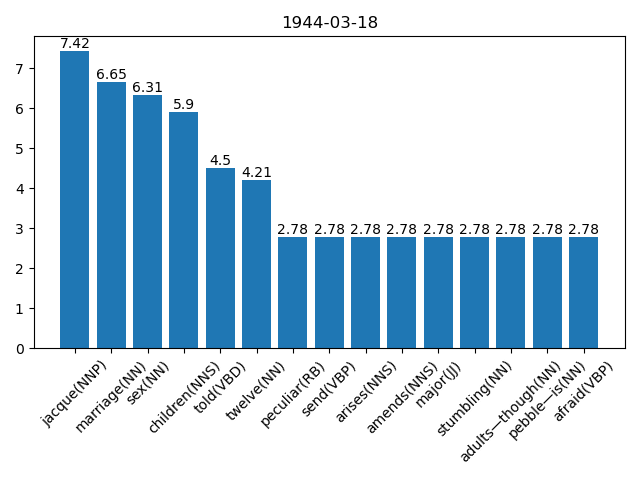 1944-03-18
7.42
6.65
6.31
5.9
4.5
4.21
2.78
2.78
2.78
2.78
2.78
2.78
2.78
2.78
2.78
7
6
5
4
3
2
1
0
jacque(NNP)
marriage(NN)
sex(NN)
children(NNS)
told(VBD)
twelve(NN)
peculiar(RB)
send(VBP)
arises(NNS)
amends(NNS)
major(JJ)
stumbling(NN)
adults—though(NN)
pebble—is(NN)
afraid(VBP)